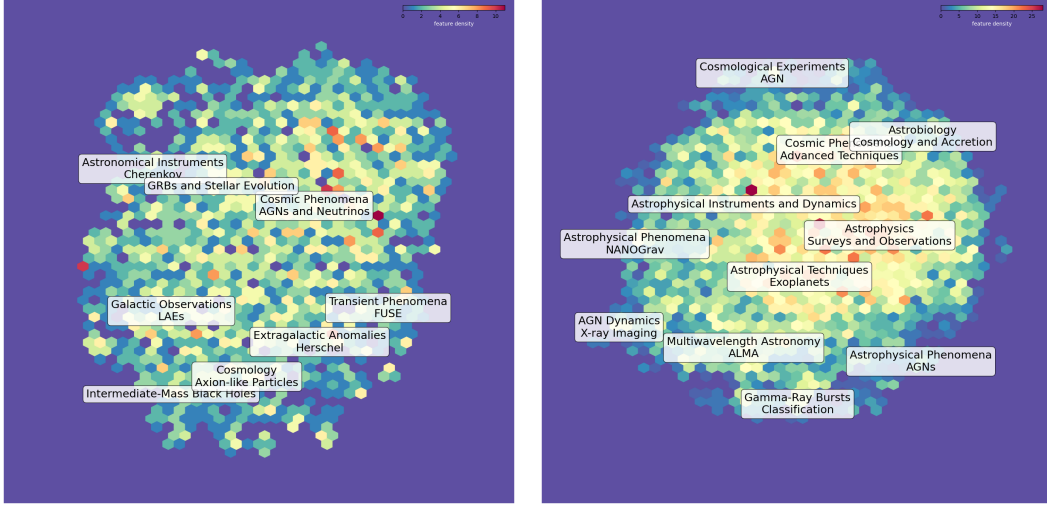 0 2 4 6 8 10
feature density
Astronomical Instruments
Cherenkov
GRBs and Stellar Evolution
Cosmic Phenomena
AGNs and Neutrinos
Galactic Observations
LAEs
Transient Phenomena
FUSE
Extragalactic Anomalies
Herschel
Cosmology
Axion-like Particles
Intermediate-Mass Black Holes
0 5 10 15 20 25
feature density
Cosmological Experiments
AGN
Astrobiology
Cosmology and Accretion
Cosmic Phe
Advanced Techniques
Astrophysical Instruments and Dynamics
Astrophysical Phenomena
NANOGrav
Astrophysics
Surveys and Observations
Astrophysical Techniques
Exoplanets
AGN Dynamics
X-ray Imaging
Multiwavelength Astronomy
ALMA
Astrophysical Phenomena
AGNs
Gamma-Ray Bursts
Classification